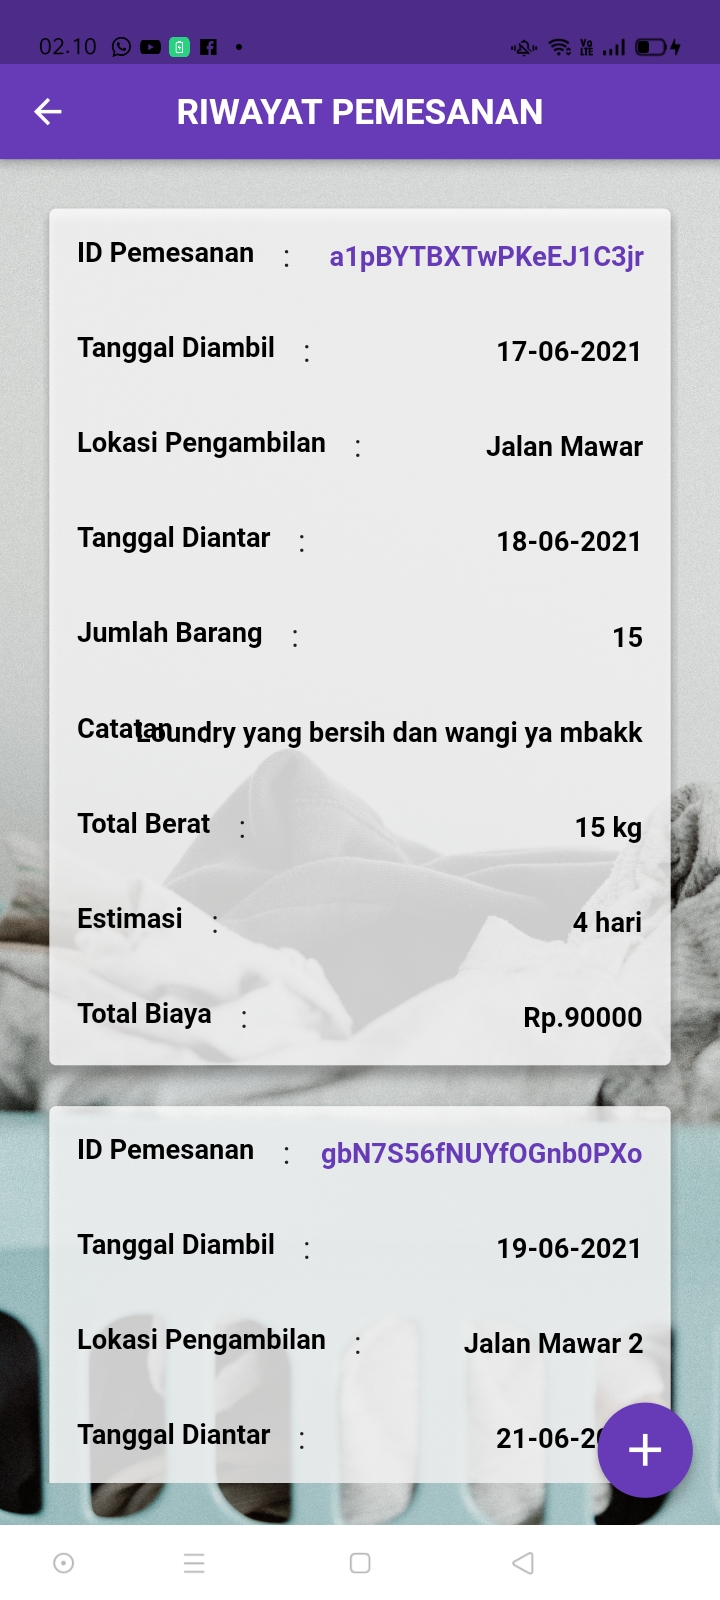 02.10
RIWAYAT PEMESANAN
ID Pemesanan : a1pBYTBXTwPKeEJ1C3jr
Tanggal Diambil : 17-06-2021
Lokasi Pengambilan : Jalan Mawar
Tanggal Diantar : 18-06-2021
Jumlah Barang : 15
Catatan : Loundry yang bersih dan wangi ya mbakk
Total Berat : 15 kg
Estimasi : 4 hari
Total Biaya : Rp.90000
ID Pemesanan : gbN7S56fNUYfOGnb0PXo
Tanggal Diambil : 19-06-2021
Lokasi Pengambilan : Jalan Mawar 2
Tanggal Diantar : 21-06-20